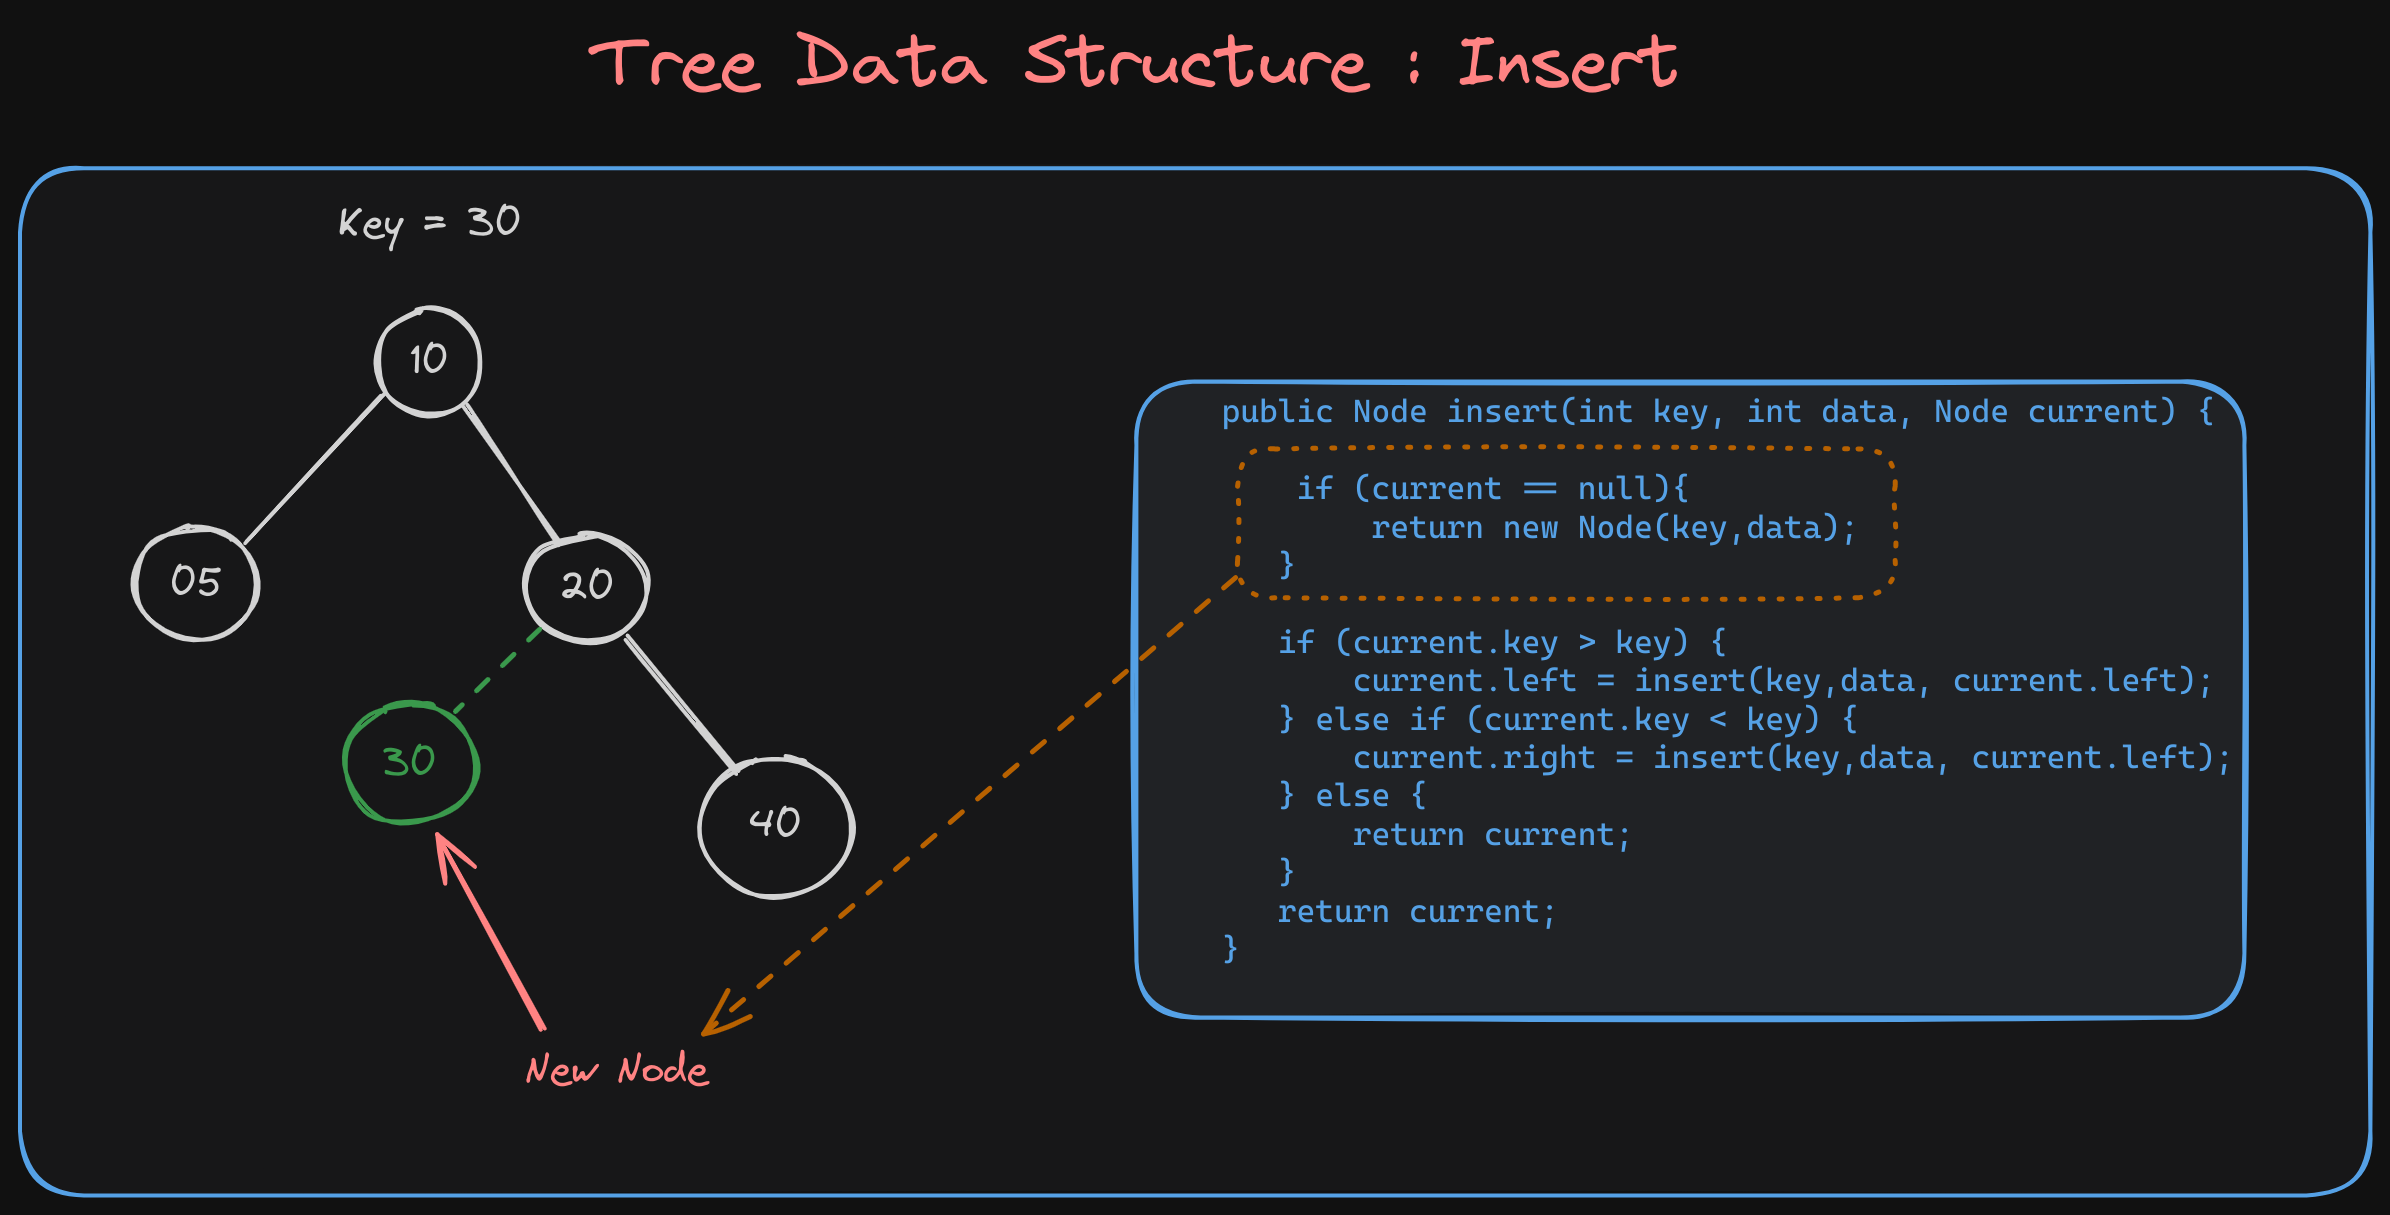 Tree Data Structure : Insert
Key = 30
10
05
20
30
40
New Node
public Node insert(int key, int data, Node current) {
if (current == null){
return new Node(key,data);
}
if (current.key > key) {
current.left = insert(key,data, current.left);
} else if (current.key < key) {
current.right = insert(key,data, current.left);
} else {
return current;
}
return current;
}